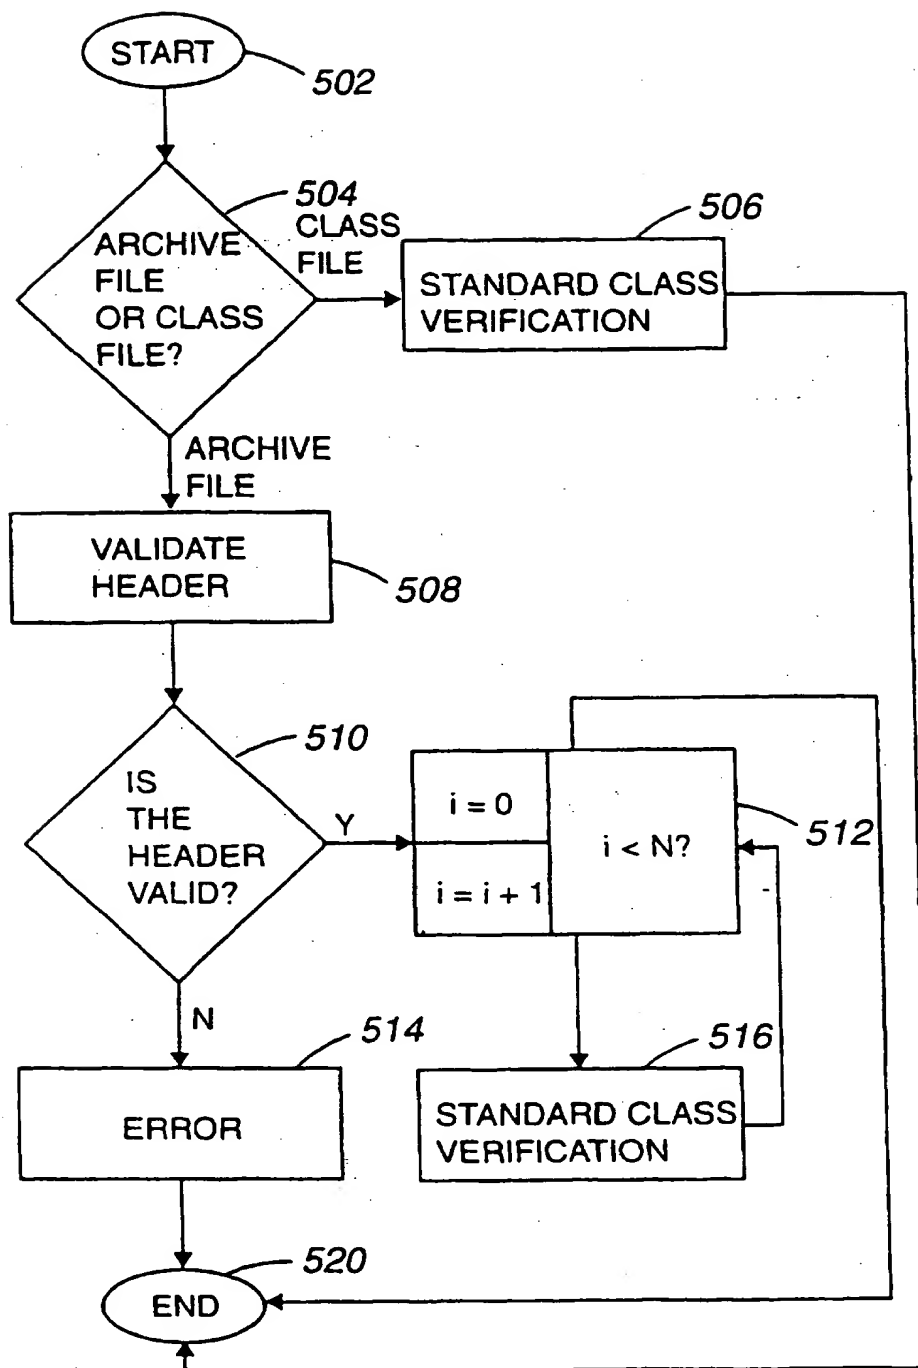 START
502
504
ARCHIVE
FILE
OR CLASS
FILE?
CLASS
FILE
506
STANDARD CLASS
VERIFICATION
ARCHIVE
FILE
VALIDATE
HEADER
508
510
IS
THE
HEADER
VALID?
Y
i = 0
i = i + 1
i < N?
512
N
514
ERROR
516
STANDARD CLASS
VERIFICATION
520
END